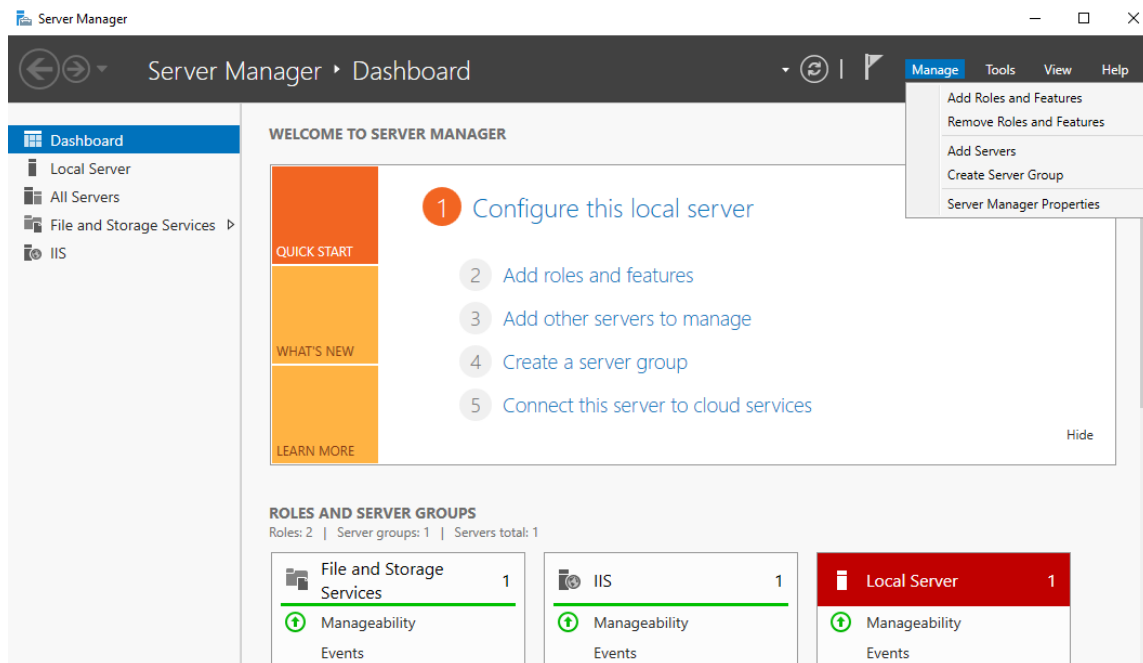 Server Manager
Server Manager ‣ Dashboard
Manage Tools View Help
Add Roles and Features
Remove Roles and Features
Add Servers
Create Server Group
Server Manager Properties
Dashboard
Local Server
All Servers
File and Storage Services
IIS
WELCOME TO SERVER MANAGER
QUICK START
WHAT'S NEW
LEARN MORE
1 Configure this local server
2 Add roles and features
3 Add other servers to manage
4 Create a server group
5 Connect this server to cloud services
Hide
ROLES AND SERVER GROUPS
Roles: 2 | Server groups: 1 | Servers total: 1
File and Storage
Services 1
Manageability
Events
IIS 1
Manageability
Events
Local Server 1
Manageability
Events